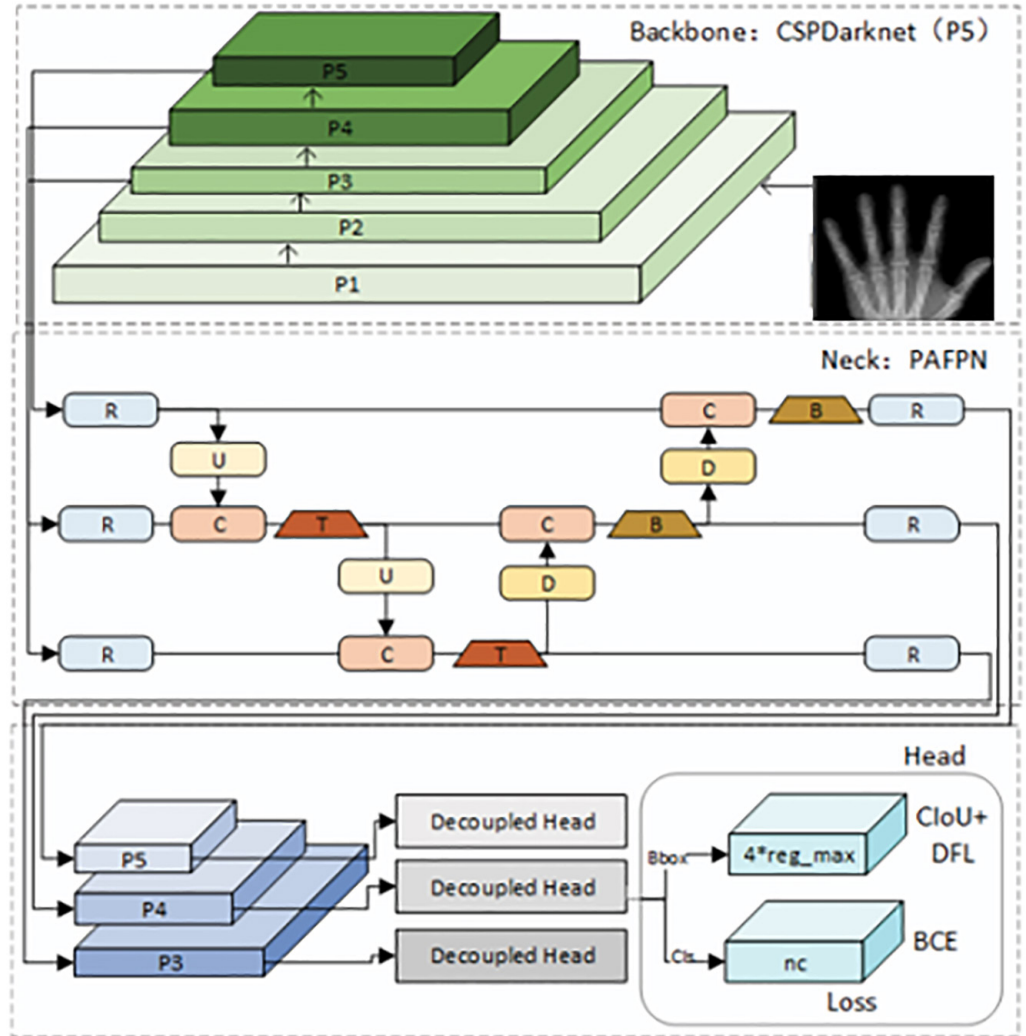 Backbone: CSPDarknet (P5)
P5
P4
P3
P2
P1
Neck: PAFPN
R
C
B
R
U
D
R
C
T
C
B
R
U
D
R
C
T
R
Head
P5
P4
P3
Decoupled Head
Decoupled Head
Decoupled Head
Bbox
4*reg_max
CIoU+
DFL
Cls
nc
BCE
Loss